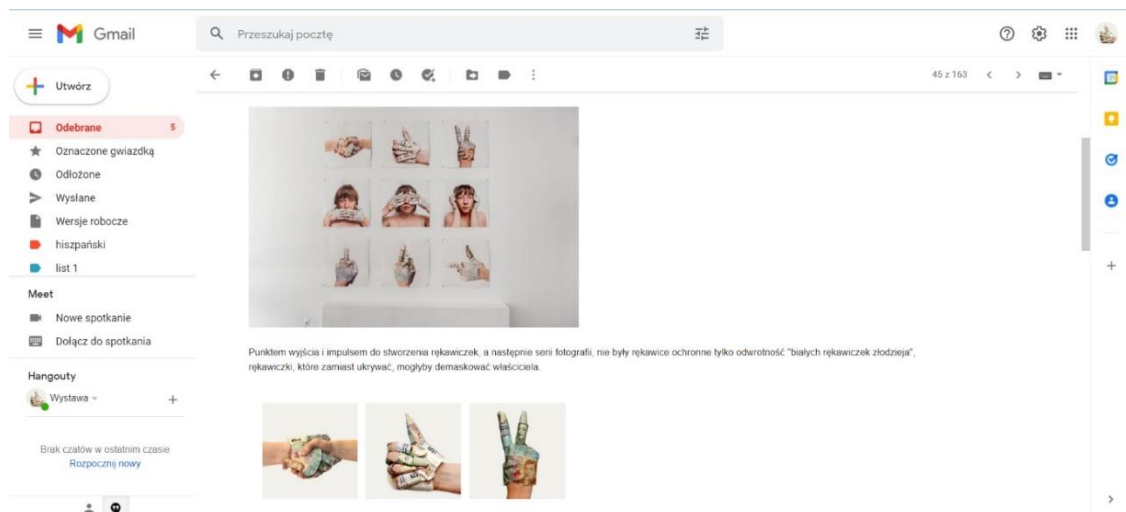 Gmail
Przeszukaj pocztę
Utwórz
45 z 163
Odebrane 5
Oznaczone gwiazdką
Odłożone
Wysłane
Wersje robocze
hiszpański
list 1
Meet
Nowe spotkanie
Dołącz do spotkania
Hangouty
Wystawa
Brak czatów w ostatnim czasie
Rozpocznij nowy
Punktem wyjścia i impulsem do stworzenia rękawiczek, a następnie serii fotografii, nie były rękawice ochronne tylko odwrotność "białych rękawiczek złodzieja",
rękawiczki, które zamiast ukrywać, mogłyby demaskować właściciela.